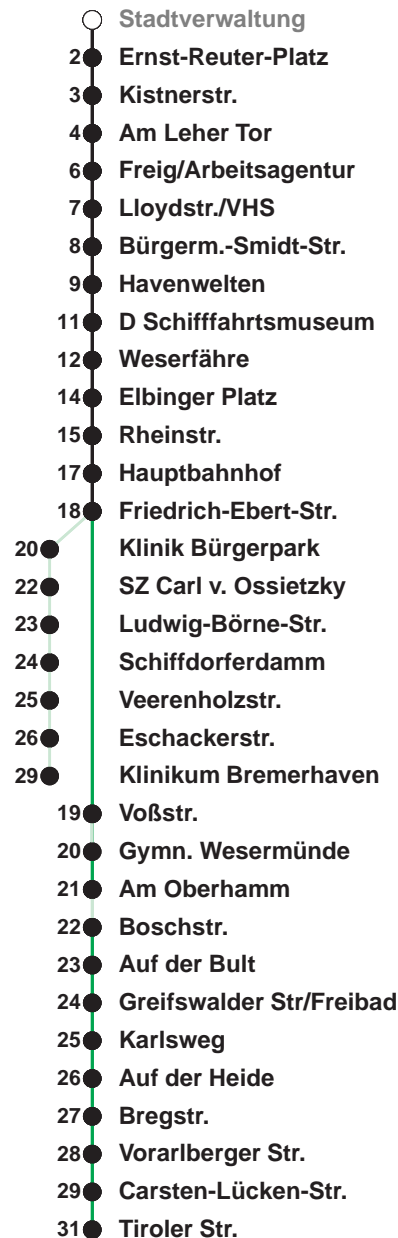 Stadtverwaltung
2 Ernst-Reuter-Platz
3 Kistnerstr.
4 Am Leher Tor
6 Freig/Arbeitsagentur
7 Lloydstr./VHS
8 Bürgerm.-Smidt-Str.
9 Havenwelten
11 D Schifffahrtsmuseum
12 Weserfähre
14 Elbinger Platz
15 Rheinstr.
17 Hauptbahnhof
18 Friedrich-Ebert-Str.
20 Klinik Bürgerpark
22 SZ Carl v. Ossietzky
23 Ludwig-Börne-Str.
24 Schiffdorferdamm
25 Veerenholzstr.
26 Eschackerstr.
29 Klinikum Bremerhaven
19 Voßstr.
20 Gymn. Wesermünde
21 Am Oberhamm
22 Boschstr.
23 Auf der Bult
24 Greifswalder Str/Freibad
25 Karlsweg
26 Auf der Heide
27 Bregstr.
28 Vorarlberger Str.
29 Carsten-Lücken-Str.
31 Tiroler Str.